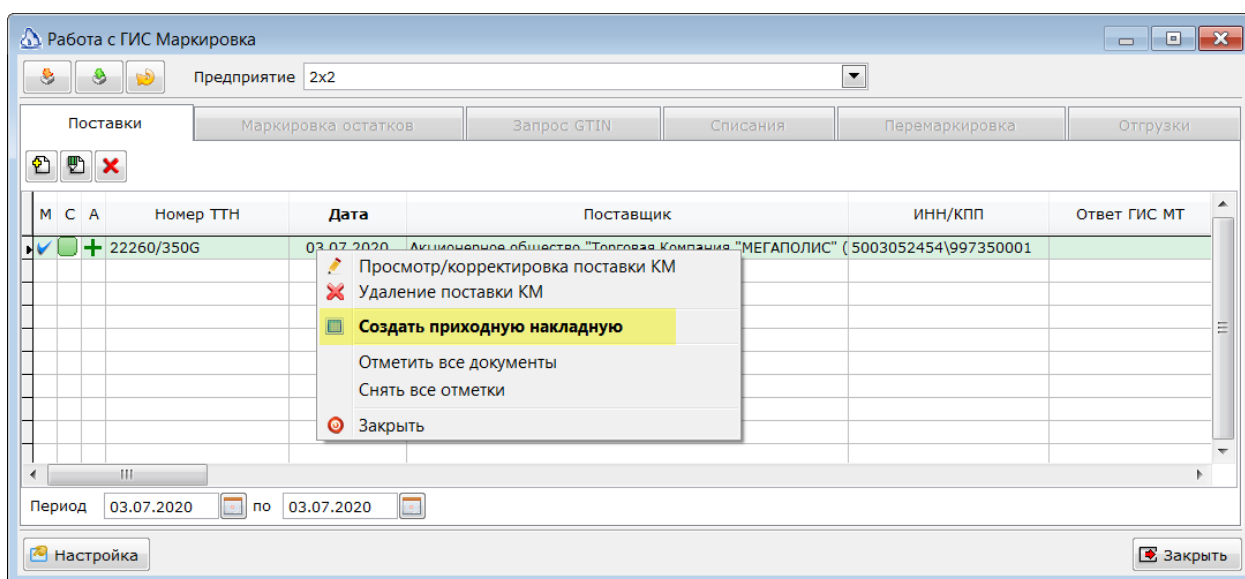 Работа с ГИС Маркировка
Предприятие 2x2
Поставки Маркировка остатков Запрос GTIN Списания Перемаркировка Отгрузки
М С А Номер ТТН Дата Поставщик ИНН/КПП Ответ ГИС МТ
22260/350G 03.07.2020 Акционерное общество "Торговая Компания "МЕГАПОЛИС" ( 5003052454\997350001
Просмотр/корректировка поставки КМ
Удаление поставки КМ
Создать приходную накладную
Отметить все документы
Снять все отметки
Закрыть
Период 03.07.2020 по 03.07.2020
Настройка Закрыть